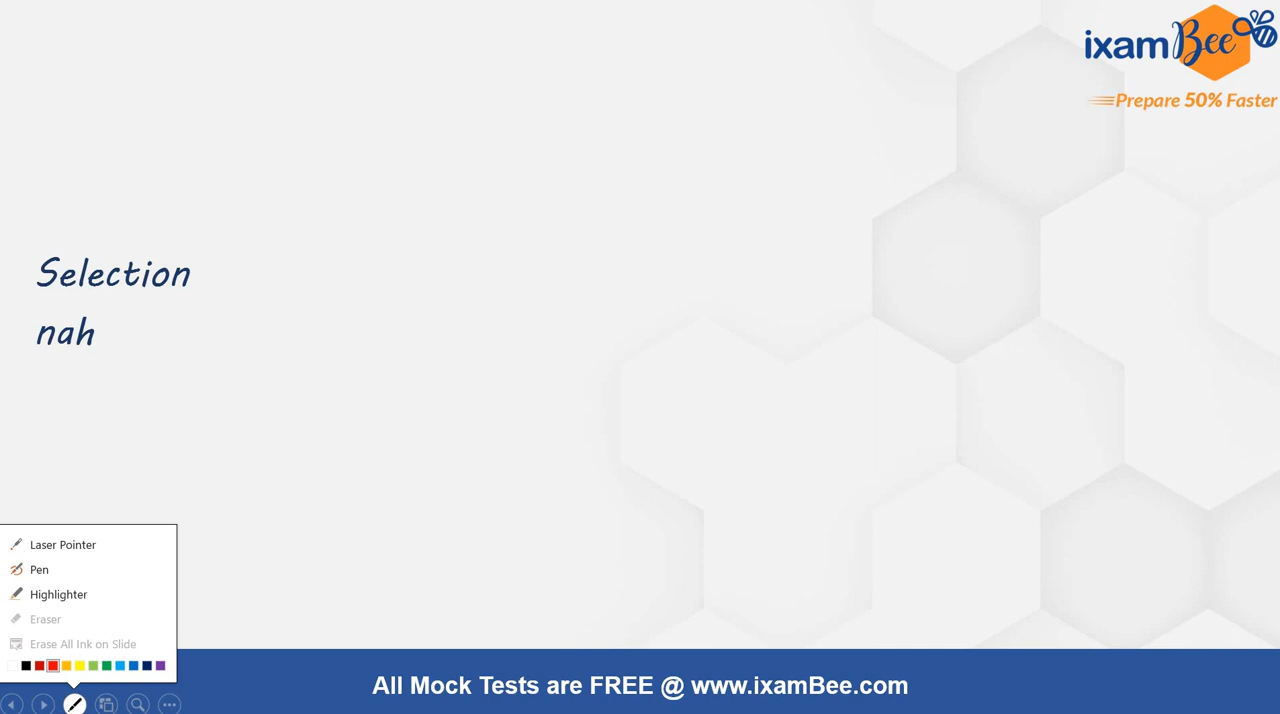 ixamBee
Prepare 50% Faster
Selection
nah
Laser Pointer
Pen
Highlighter
Eraser
Erase All Ink on Slide
All Mock Tests are FREE @ www.ixamBee.com